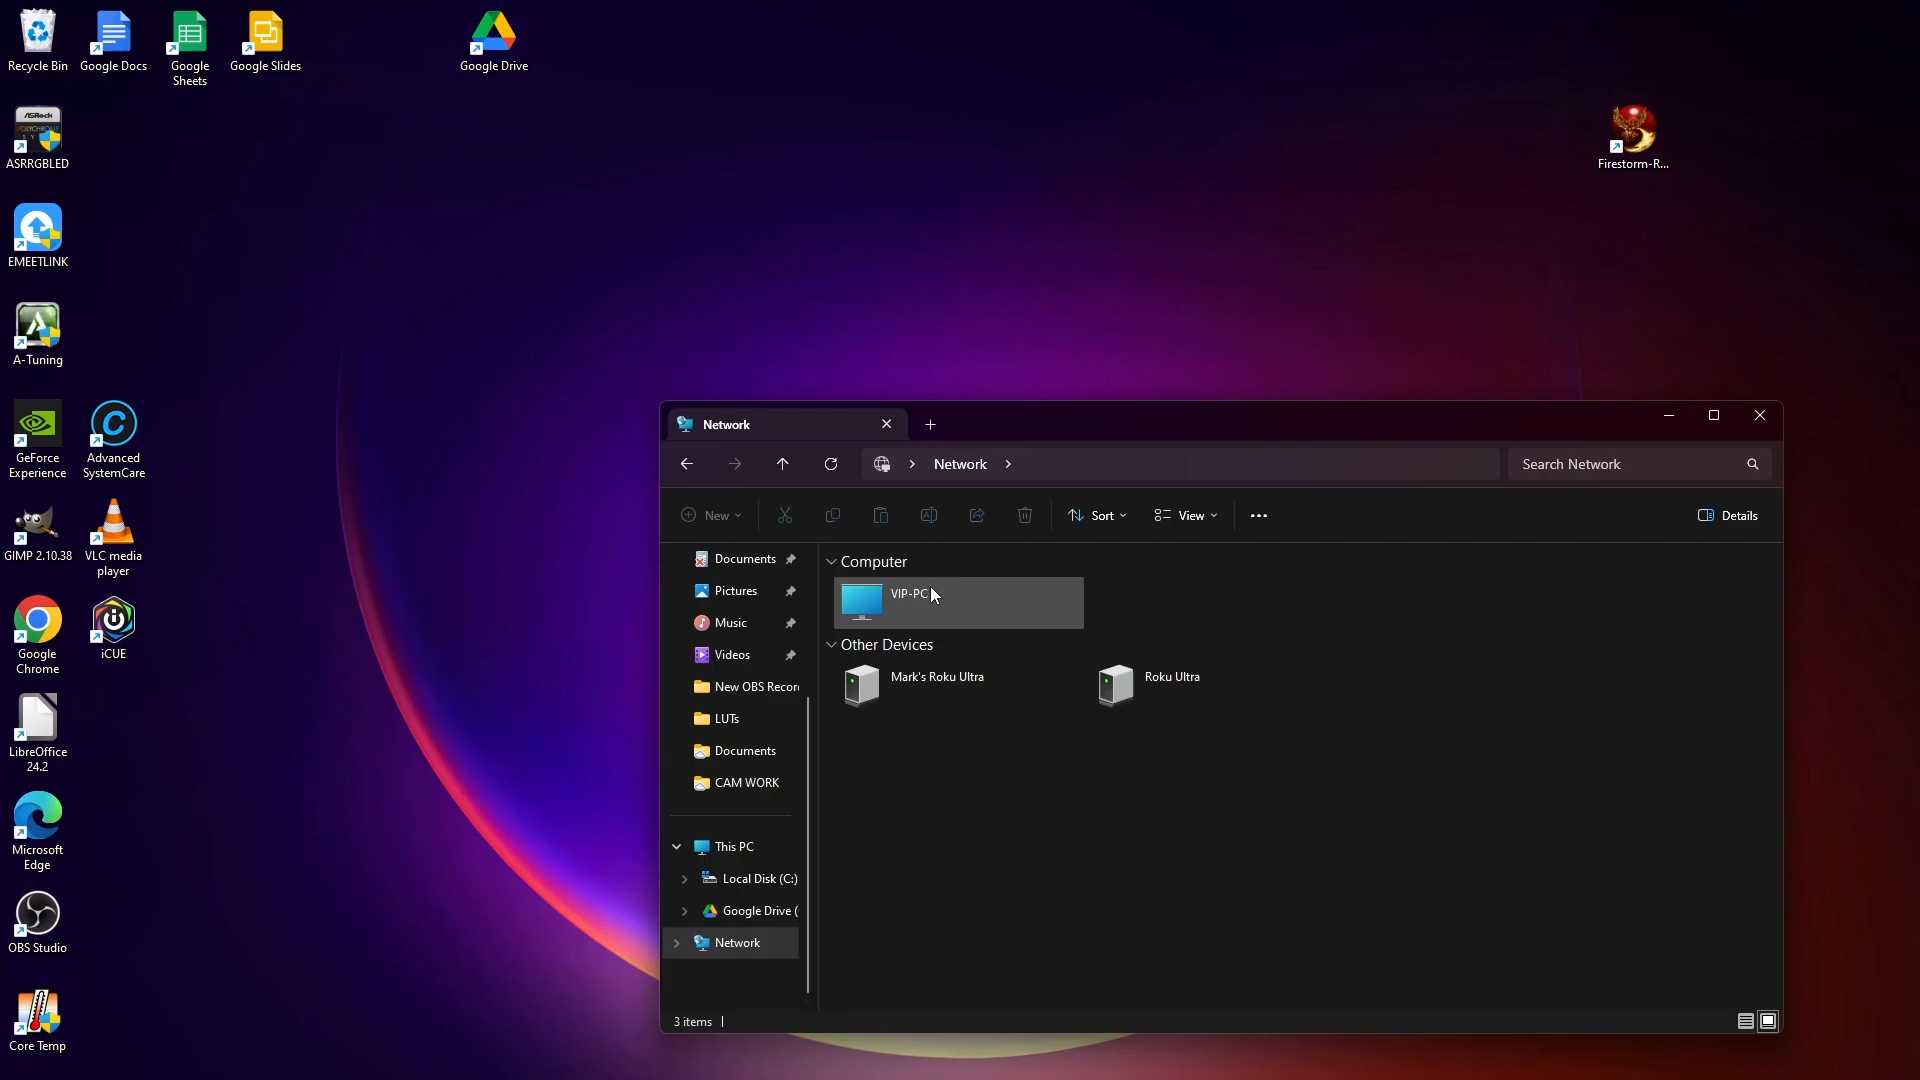 Recycle Bin
Google Docs
Google
Sheets
Google Slides
Google Drive
ASRock
POLYCHROME
ASRRGBLED
Firestorm-R...
EMEETLINK
A-Tuning
GeForce
Experience
Advanced
SystemCare
GIMP 2.10.38
VLC media
player
Google
Chrome
iCUE
LibreOffice
24.2
Microsoft
Edge
OBS Studio
Core Temp
Network
Network
Search Network
New
Sort
View
Details
Documents
Pictures
Music
Videos
New OBS Recor
LUTs
Documents
CAM WORK
This PC
Local Disk (C:)
Google Drive (
Network
Computer
VIP-PC
Other Devices
Mark's Roku Ultra
Roku Ultra
3 items